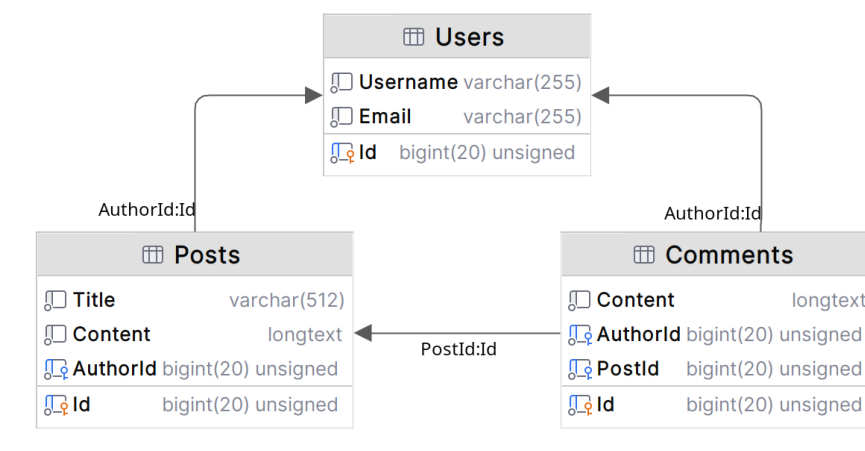 Users
Username varchar(255)
Email varchar(255)
Id bigint(20) unsigned
AuthorId:Id
AuthorId:Id
Posts
Title varchar(512)
Content longtext
AuthorId bigint(20) unsigned
Id bigint(20) unsigned
PostId:Id
Comments
Content longtext
AuthorId bigint(20) unsigned
PostId bigint(20) unsigned
Id bigint(20) unsigned